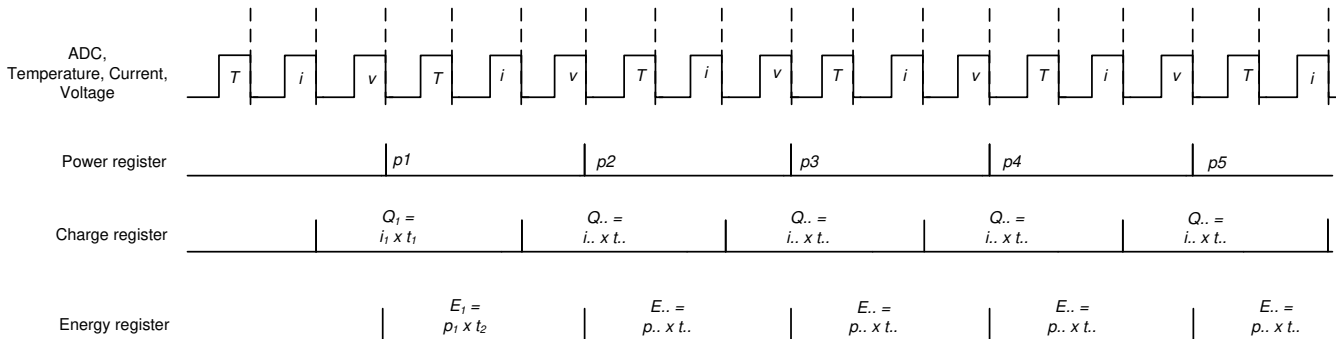 ADC,
Temperature, Current,
Voltage
T i v T i v T i v T i v T i v T i
Power register
p1 p2 p3 p4 p5
Charge register
Q1 = Q.. = Q.. = Q.. = Q.. =
i1 x t1 i.. x t.. i.. x t.. i.. x t.. i.. x t..
Energy register
E1 = E.. = E.. = E.. = E.. =
p1 x t2 p.. x t.. p.. x t.. p.. x t.. p.. x t..